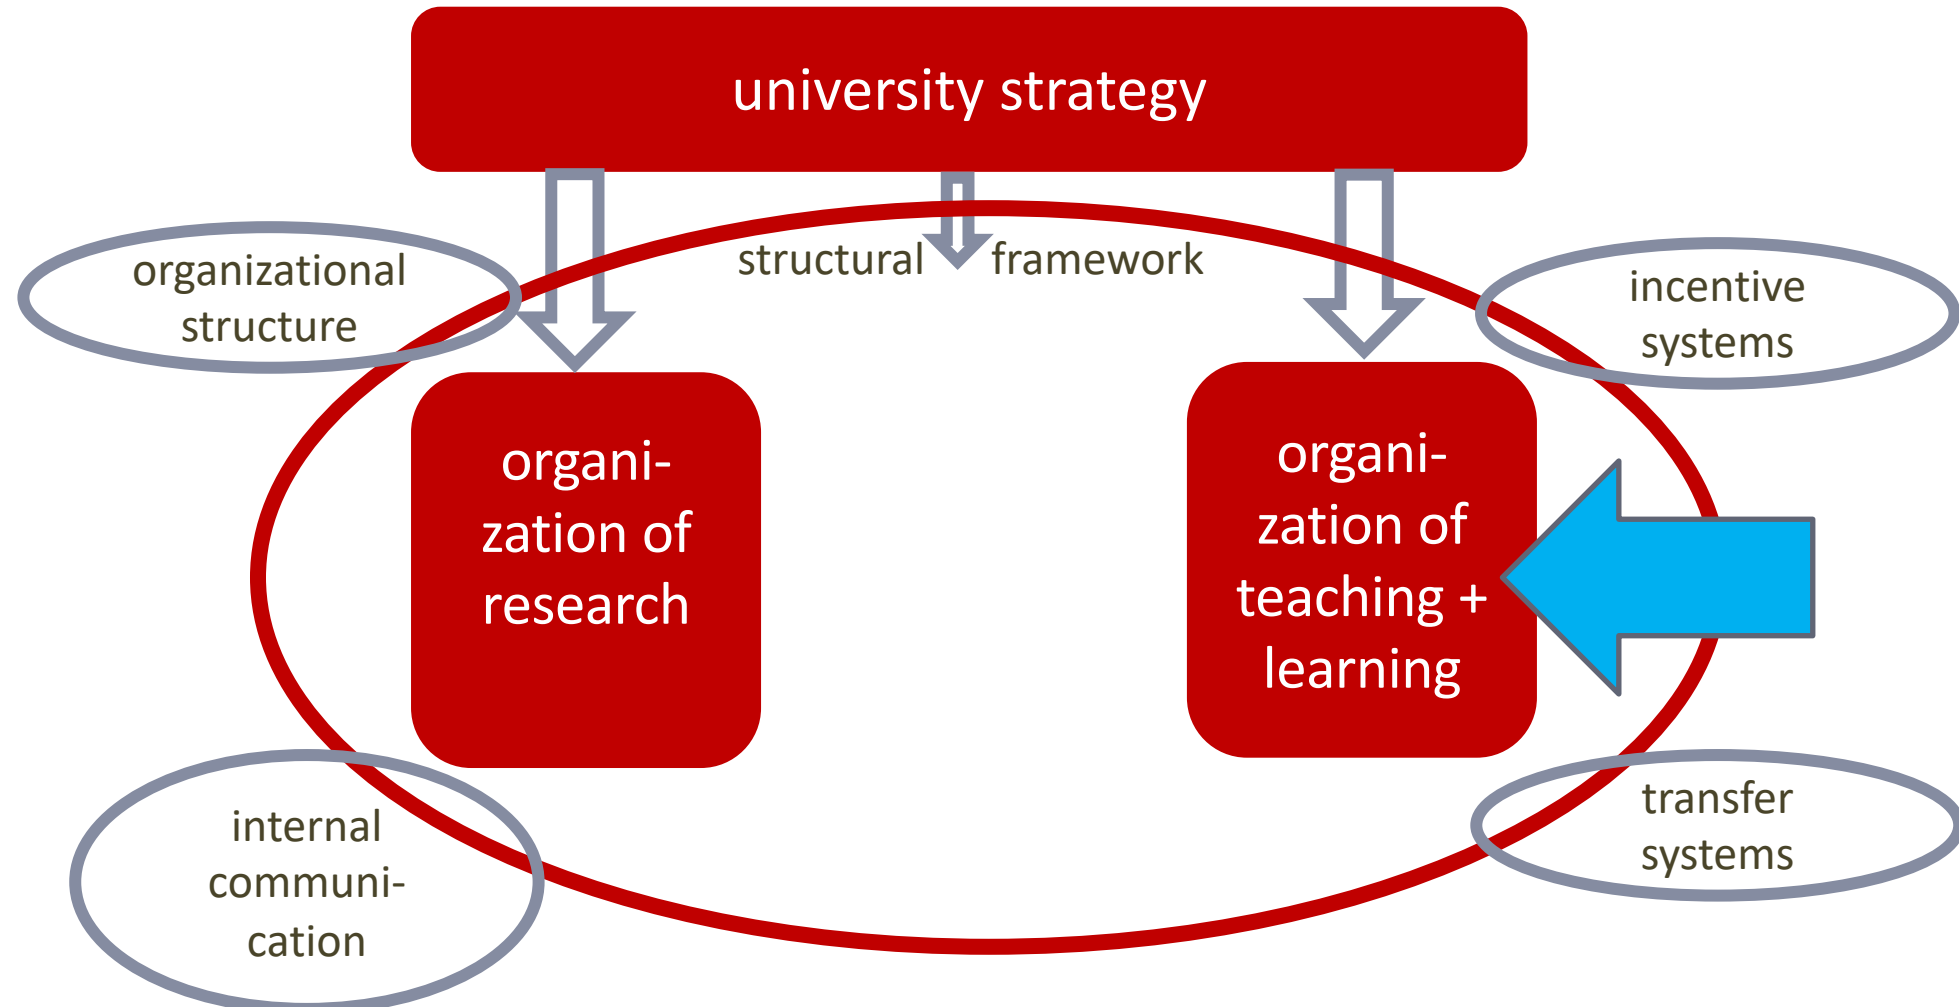 university strategy
structural framework
organizational
structure
incentive
systems
organi-
zation of
research
organi-
zation of
teaching +
learning
internal
communi-
cation
transfer
systems